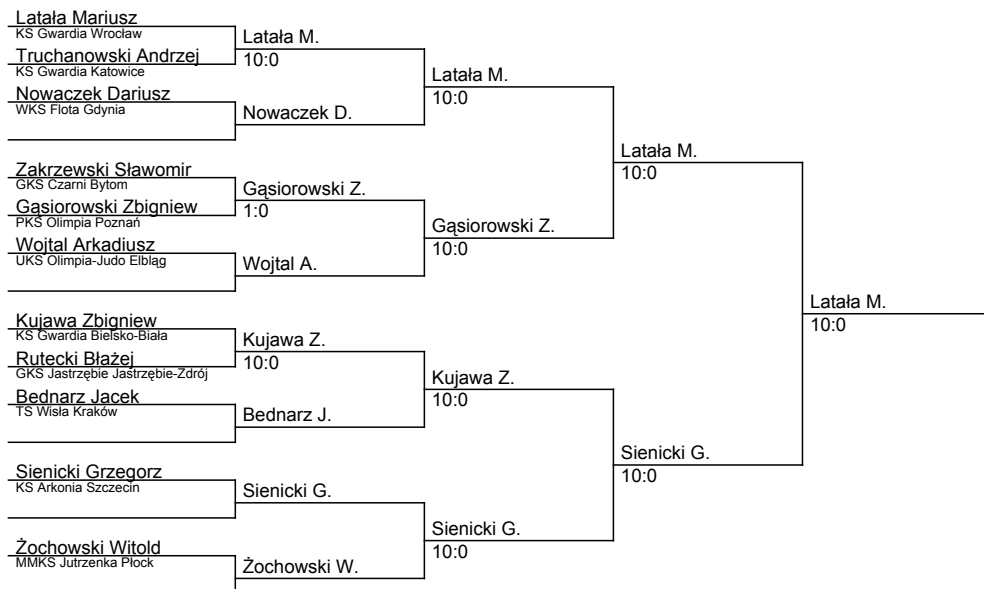 Latała Mariusz
KS Gwardia Wrocław
Truchanowski Andrzej
KS Gwardia Katowice
Nowaczek Dariusz
WKS Flota Gdynia
Zakrzewski Sławomir
GKS Czarni Bytom
Gąsiorowski Zbigniew
PKS Olimpia Poznań
Wojtal Arkadiusz
UKS Olimpia-Judo Elbląg
Kujawa Zbigniew
KS Gwardia Bielsko-Biała
Rutecki Błażej
GKS Jastrzębie Jastrzębie-Zdrój
Bednarz Jacek
TS Wisła Kraków
Sienicki Grzegorz
KS Arkonia Szczecin
Żochowski Witold
MMKS Jutrzenka Płock
Latała M.
10:0
Nowaczek D.
Gąsiorowski Z.
1:0
Wojtal A.
Kujawa Z.
10:0
Bednarz J.
Sienicki G.
Żochowski W.
Latała M.
10:0
Gąsiorowski Z.
10:0
Kujawa Z.
10:0
Sienicki G.
10:0
Latała M.
10:0
Sienicki G.
10:0
Latała M.
10:0